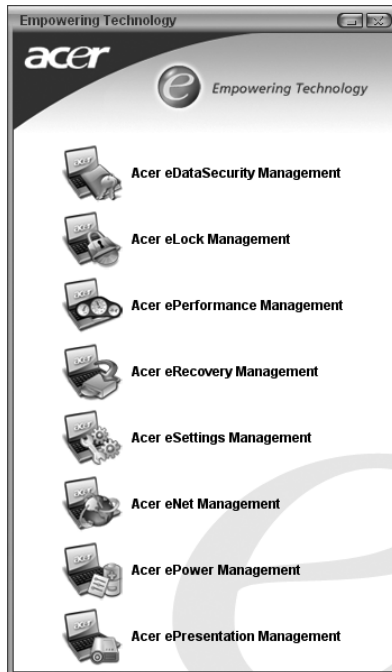 Empowering Technology
acer
e Empowering Technology
Acer eDataSecurity Management
Acer eLock Management
Acer ePerformance Management
Acer eRecovery Management
Acer eSettings Management
Acer eNet Management
Acer ePower Management
Acer ePresentation Management